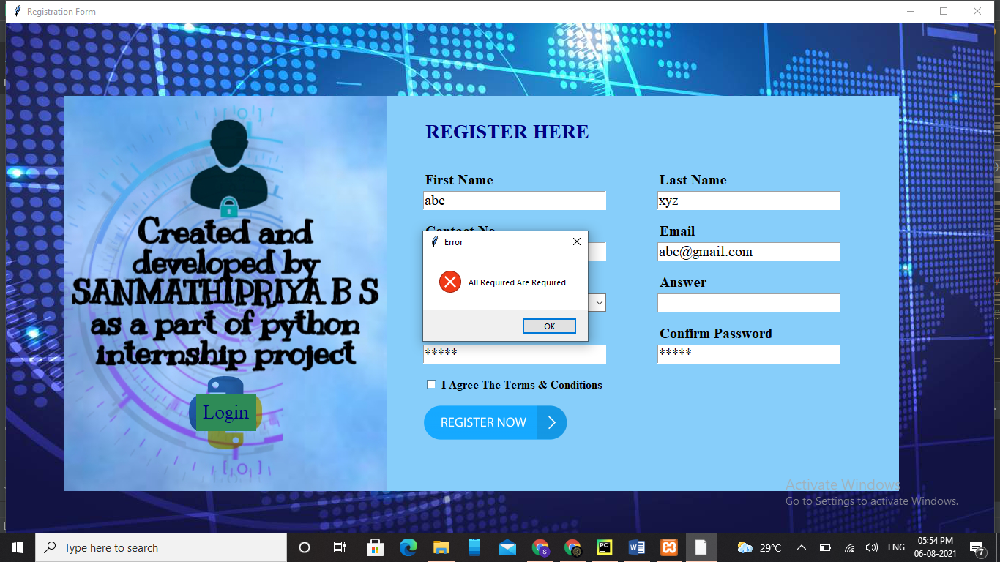 Registration Form
[,O,]
Created and
developed by
SANMATHIPRIYA B S
as a part of python
internship project
Login
[,O,]
REGISTER HERE
First Name
Last Name
abc
xyz
Contact No
Email
abc@gmail.com
Error
All Required Are Required
OK
Answer
Confirm Password
*****
*****
I Agree The Terms & Conditions
REGISTER NOW
Activate Windows
Go to Settings to activate Windows.
Type here to search
S
PC
W
29°C
ENG
05:54 PM
06-08-2021
7